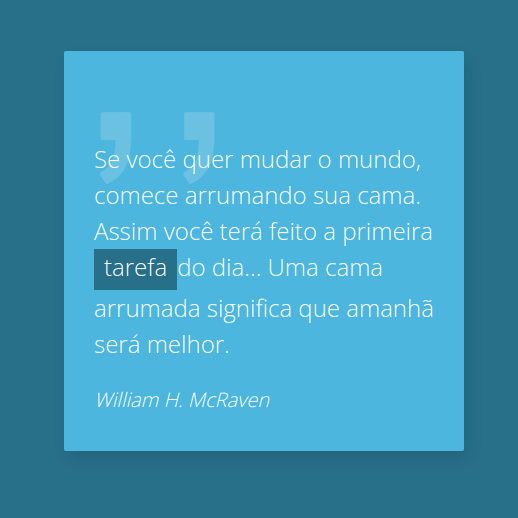 Se você quer mudar o mundo,
comece arrumando sua cama.
Assim você terá feito a primeira
tarefa do dia... Uma cama
arrumada significa que amanhã
será melhor.
William H. McRaven